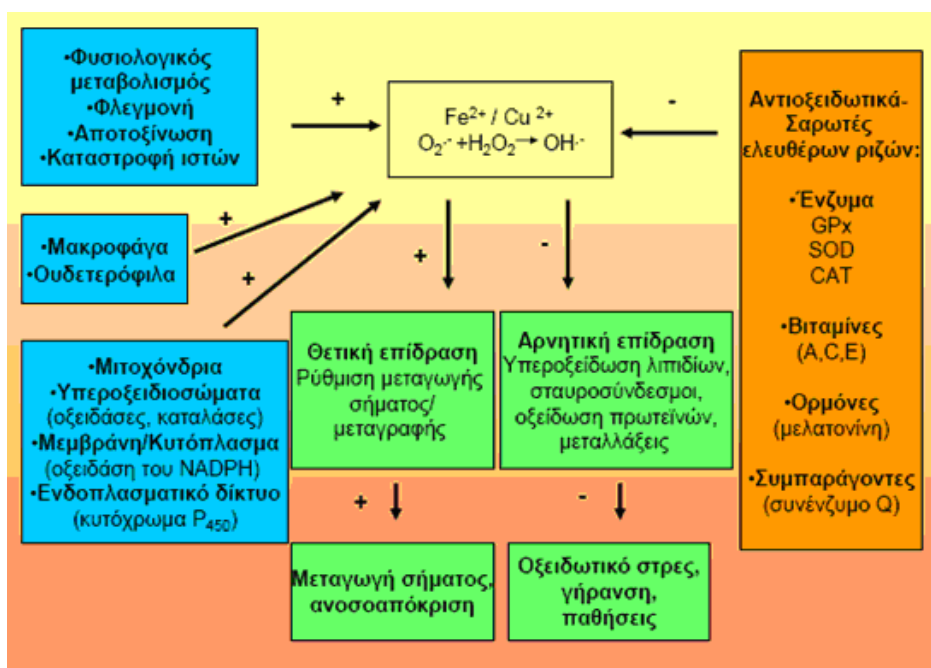 •Φυσιολογικός
μεταβολισμός
•Φλεγμονή
•Αποτοξίνωση
•Καταστροφή ιστών
+
Fe²⁺ / Cu ²⁺
O₂·⁻ +H₂O₂→ OH·⁻
-
Αντιοξειδωτικά-
Σαρωτές
ελευθέρων ριζών:
•Ένζυμα
GPx
SOD
CAT
•Βιταμίνες
(A,C,E)
•Ορμόνες
(μελατονίνη)
•Συμπαράγοντες
(συνένζυμο Q)
•Μακροφάγα
•Ουδετερόφιλα
+
+
+
-
•Μιτοχόνδρια
•Υπεροξειδιοσώματα
(οξειδάσες, καταλάσες)
•Μεμβράνη/Κυτόπλασμα
(οξειδάση του NADPH)
•Ενδοπλασματικό δίκτυο
(κυτόχρωμα P₄₅₀)
Θετική επίδραση
Ρύθμιση μεταγωγής
σήματος/
μεταγραφής
Αρνητική επίδραση
Υπεροξείδωση λιπιδίων,
σταυροσύνδεσμοι,
οξείδωση πρωτεϊνών,
μεταλλάξεις
+
-
Μεταγωγή σήματος,
ανοσοαπόκριση
Οξειδωτικό στρες,
γήρανση,
παθήσεις